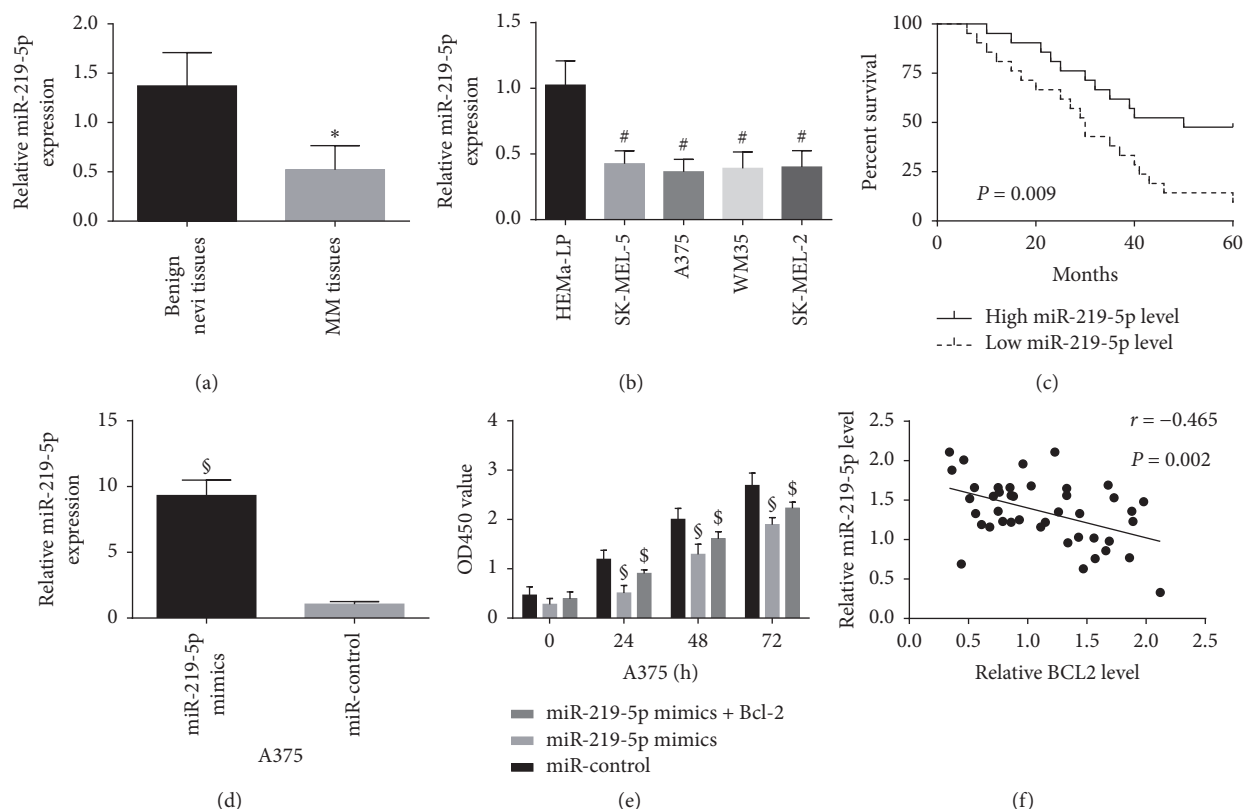 Relative miR-219-5p
expression
2.0
1.5
1.0
0.5
0.0
*
Benign
nevi tissues
MM tissues
(a)
Relative miR-219-5p
expression
1.5
1.0
0.5
0.0
# # # #
HEMa-LP
SK-MEL-5
A375
WM35
SK-MEL-2
(b)
Percent survival
100
75
50
25
0
P = 0.009
0 20 40 60
Months
High miR-219-5p level
Low miR-219-5p level
(c)
Relative miR-219-5p
expression
15
10
5
0
§
miR-219-5p
mimics
miR-control
A375
(d)
OD450 value
4
3
2
1
0
§ $ § $ § $
0 24 48 72
A375 (h)
miR-219-5p mimics + Bcl-2
miR-219-5p mimics
miR-control
(e)
Relative miR-219-5p level
2.5
2.0
1.5
1.0
0.5
0.0
r = −0.465
P = 0.002
0.0 0.5 1.0 1.5 2.0 2.5
Relative BCL2 level
(f)